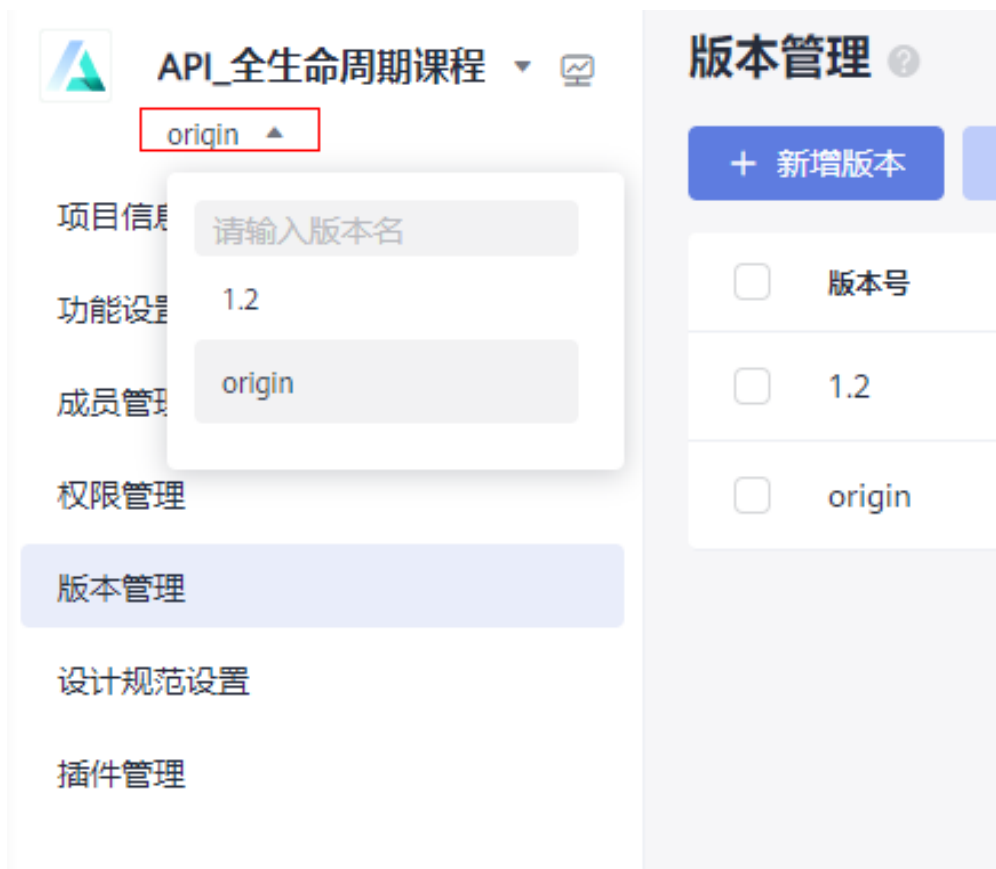 API_全生命周期课程
origin
请输入版本名
1.2
origin
项目信息
功能设置
成员管理
权限管理
版本管理
设计规范设置
插件管理
版本管理
+ 新增版本
版本号
1.2
origin